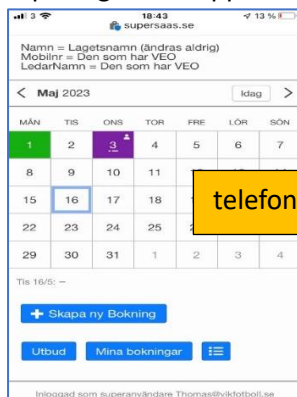 3 18:43 13 %
supersaas.se
Namn = Lagetsnamn (ändras aldrig)
Mobilnr = Den som har VEO
LedarNamn = Den som har VEO
< Maj 2023 Idag >
MÅN TIS ONS TOR FRE LÖR SÖN
1 2 3 4 5 6 7
8 9 10 11
15 16 17 18
telefon
22 23 24 25
29 30 31 1 2 3 4
Tis 16/5: –
+ Skapa ny Bokning
Utbud Mina bokningar
Inloggad som superanvändare Thomas@vikfotboll.se